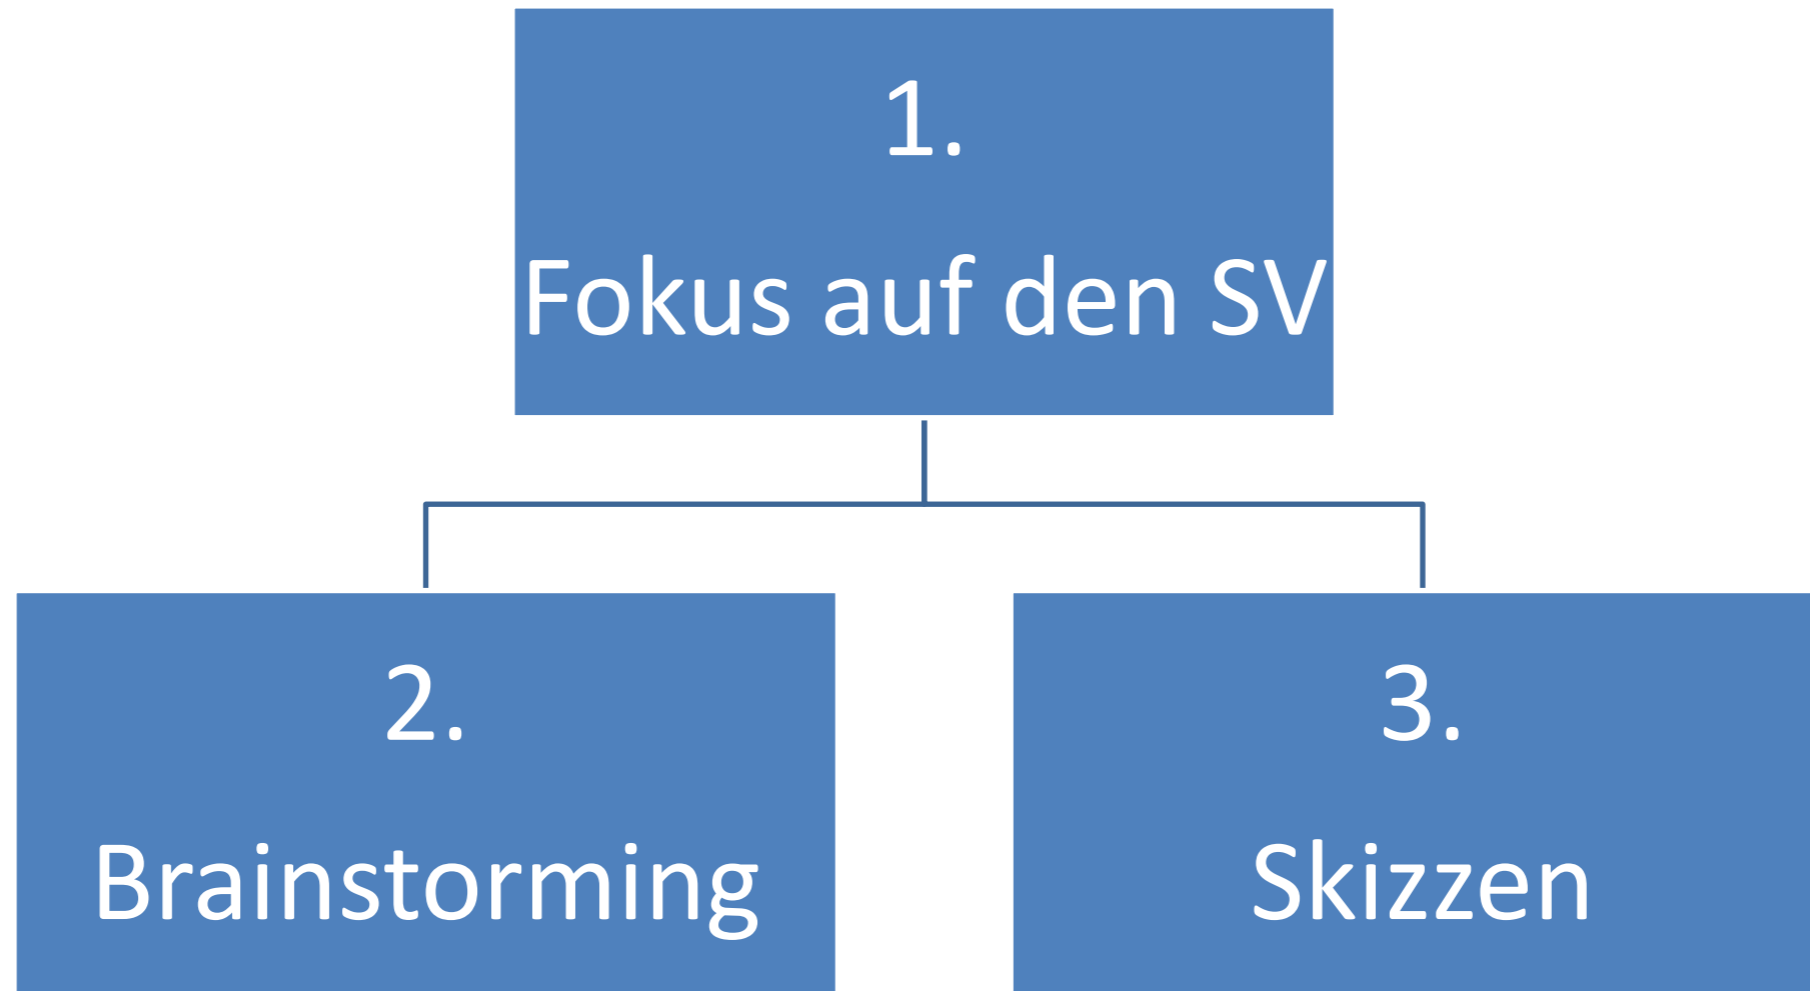 1.
Fokus auf den SV
2.
Brainstorming
3.
Skizzen